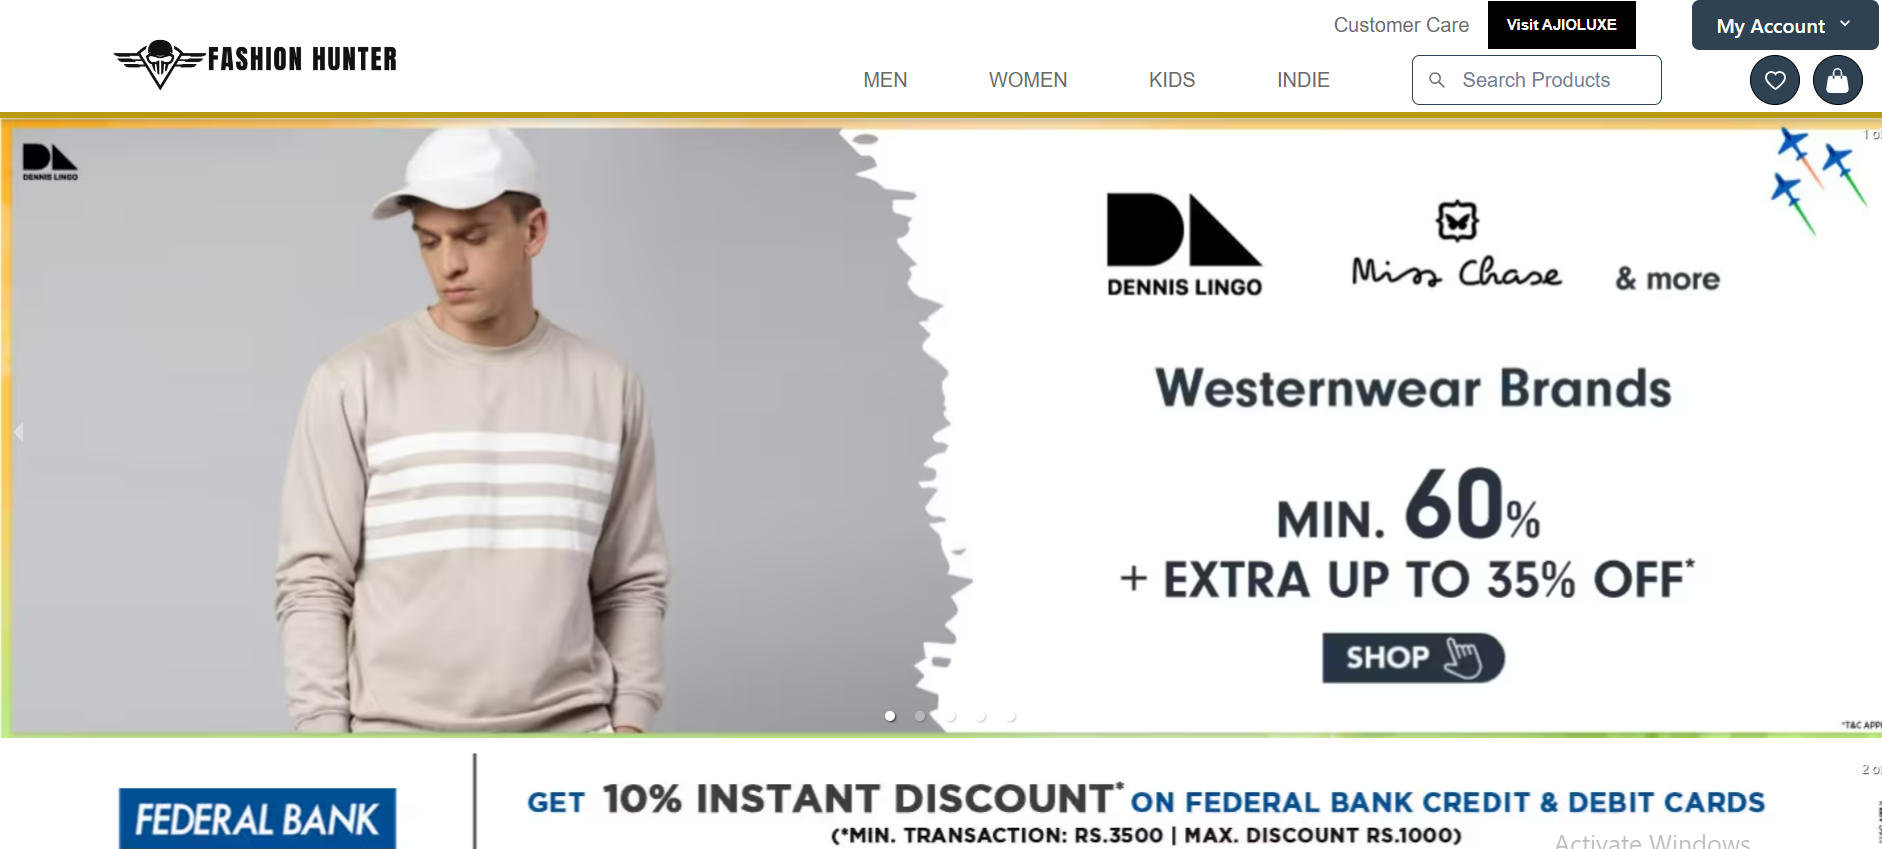 Customer Care
Visit AJIOLUXE
My Account
FASHION HUNTER
MEN
WOMEN
KIDS
INDIE
Search Products
DENNIS LINGO
DENNIS LINGO
Miss Chase
& more
Westernwear Brands
MIN. 60%
+ EXTRA UP TO 35% OFF*
SHOP
*T&C
FEDERAL BANK
GET 10% INSTANT DISCOUNT* ON FEDERAL BANK CREDIT & DEBIT CARDS
(*MIN. TRANSACTION: RS.3500 | MAX. DISCOUNT RS.1000)
Activate Windows